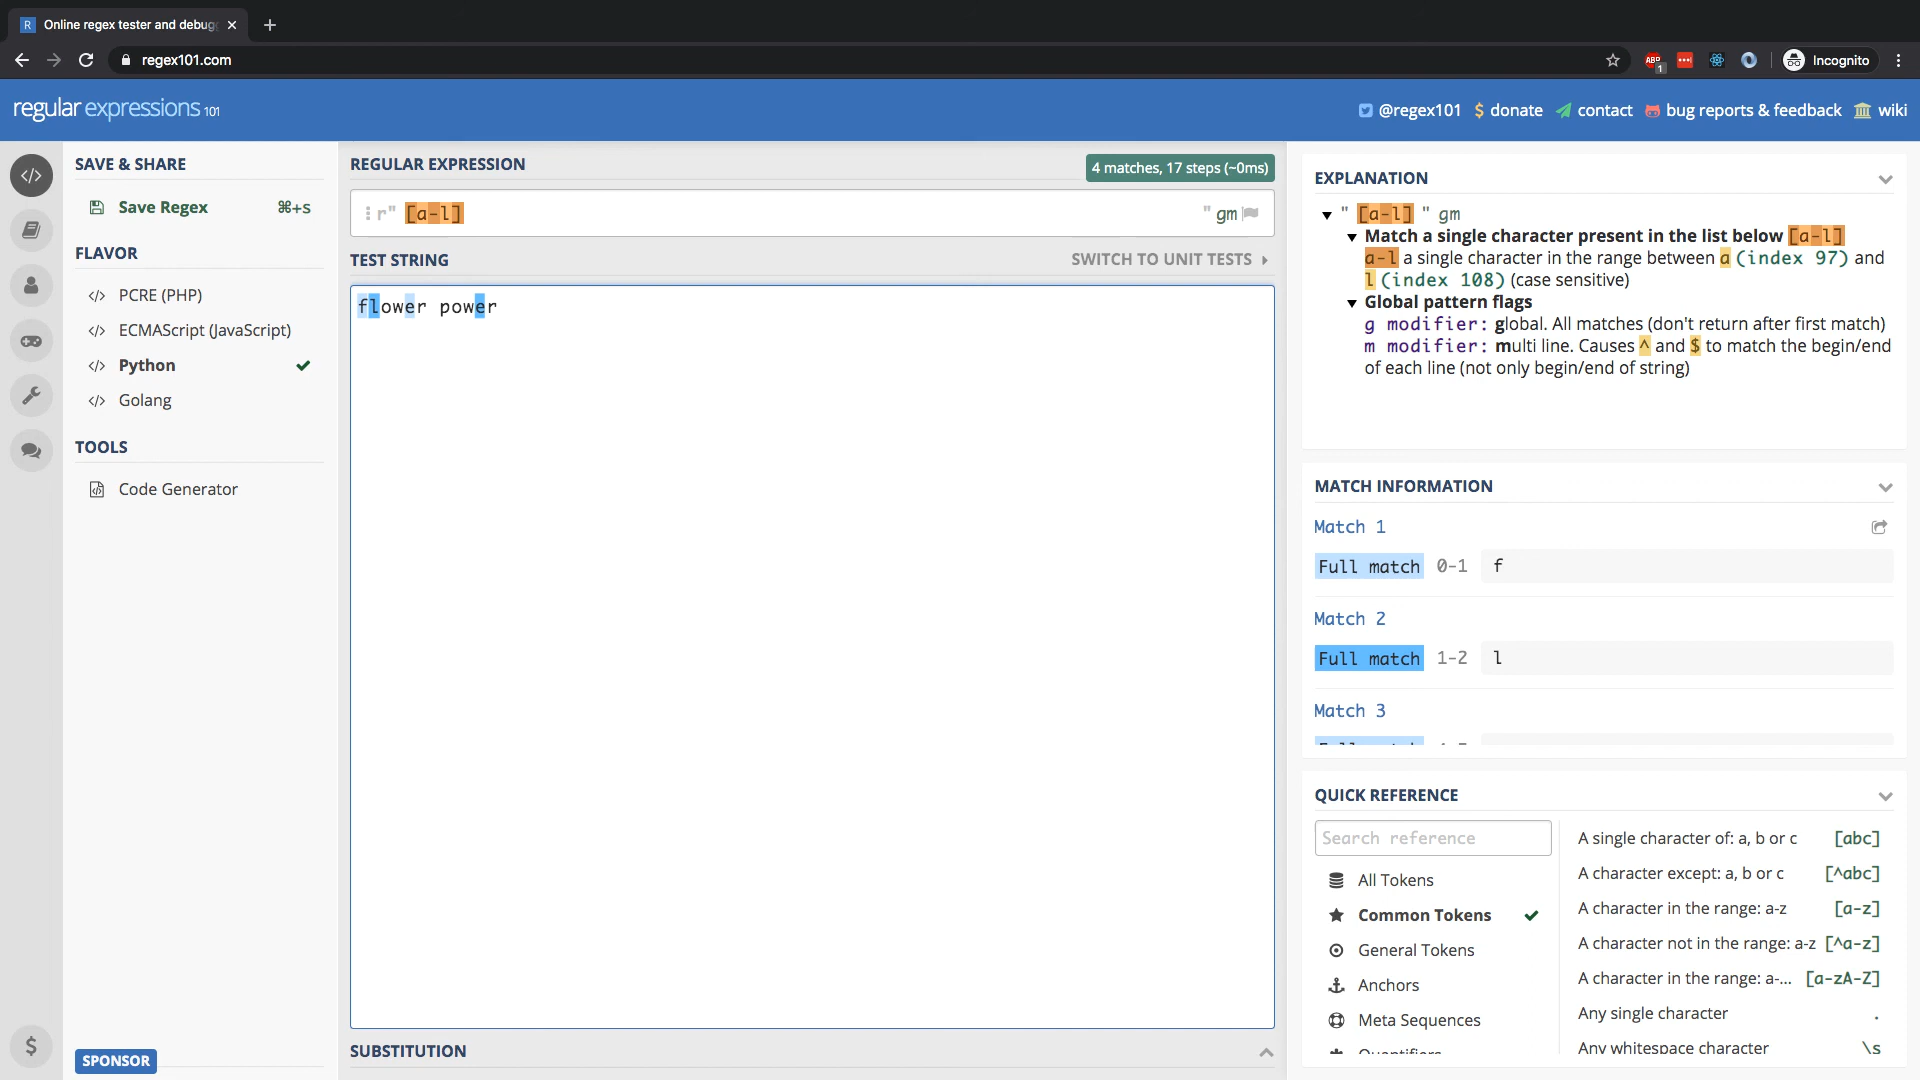 R Online regex tester and debug
regex101.com
ABP 1
Incognito
regular expressions 101
@regex101 $ donate contact bug reports & feedback wiki
SAVE & SHARE
Save Regex ⌘+s
FLAVOR
</> PCRE (PHP)
</> ECMAScript (JavaScript)
</> Python
</> Golang
TOOLS
Code Generator
$
SPONSOR
REGULAR EXPRESSION
4 matches, 17 steps (~0ms)
r" [a-l] " gm
TEST STRING
SWITCH TO UNIT TESTS
flower power
SUBSTITUTION
EXPLANATION
" [a-l] " gm
Match a single character present in the list below [a-l]
a-l a single character in the range between a (index 97) and
l (index 108) (case sensitive)
Global pattern flags
g modifier: global. All matches (don't return after first match)
m modifier: multi line. Causes ^ and $ to match the begin/end
of each line (not only begin/end of string)
MATCH INFORMATION
Match 1
Full match 0-1 f
Match 2
Full match 1-2 l
Match 3
QUICK REFERENCE
Search reference
All Tokens
Common Tokens
General Tokens
Anchors
Meta Sequences
A single character of: a, b or c [abc]
A character except: a, b or c [^abc]
A character in the range: a-z [a-z]
A character not in the range: a-z [^a-z]
A character in the range: a-... [a-zA-Z]
Any single character .
Any whitespace character \s